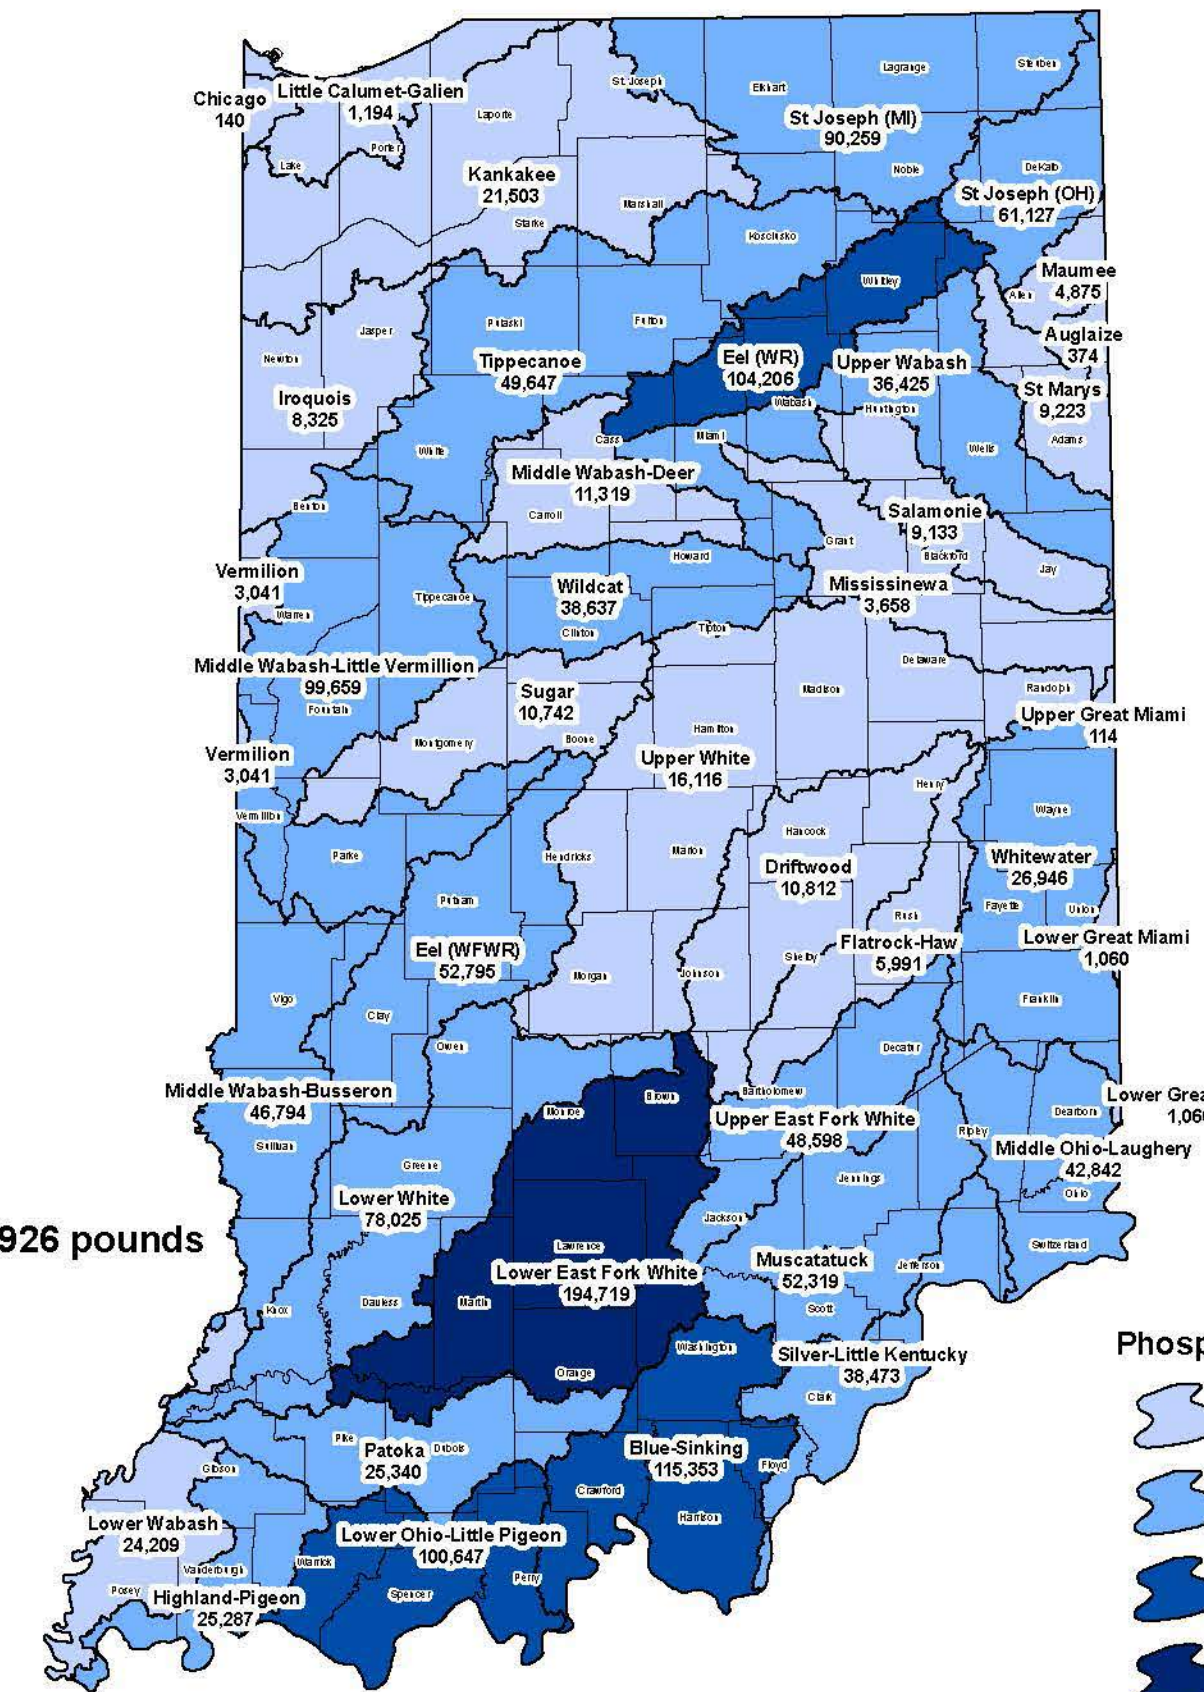 St. Joseph
Elkhart
Lagrange
Steuben
Chicago
140
Little Calumet-Galien
1,194
Laporte
Porter
Lake
St Joseph (MI)
90,259
Noble
DeKalb
Kankakee
21,503
Starke
Marshall
St Joseph (OH)
61,127
Kosciusko
Whitley
Maumee
4,875
Allen
Jasper
Pulaski
Fulton
Newton
Auglaize
374
Tippecanoe
49,647
Eel (WR)
104,206
Upper Wabash
36,425
Wabash
Huntington
St Marys
9,223
Adams
Iroquois
8,325
White
Cass
Miami
Wells
Middle Wabash-Deer
11,319
Carroll
Benton
Salamonie
9,133
Grant
Blackford
Jay
Howard
Vermilion
3,041
Warren
Tippecanoe
Wildcat
38,637
Clinton
Tipton
Mississinewa
3,658
Delaware
Middle Wabash-Little Vermillion
99,659
Fountain
Sugar
10,742
Boone
Madison
Randolph
Upper Great Miami
114
Montgomery
Hamilton
Vermilion
3,041
Vermillion
Upper White
16,116
Henry
Wayne
Parke
Hendricks
Marion
Hancock
Driftwood
10,812
Whitewater
26,946
Fayette
Union
Putnam
Rush
Eel (WFWR)
52,795
Morgan
Johnson
Shelby
Flatrock-Haw
5,991
Lower Great Miami
1,060
Franklin
Vigo
Clay
Owen
Decatur
Middle Wabash-Busseron
46,794
Sullivan
Monroe
Brown
Bartholomew
Upper East Fork White
48,598
Dearborn
Lower Grea
1,060
Ripley
Middle Ohio-Laughery
42,842
Ohio
Greene
Jennings
Lower White
78,025
Jackson
926 pounds
Lawrence
Switzerland
Lower East Fork White
194,719
Muscatatuck
52,319
Jefferson
Scott
Knox
Daviess
Martin
Phosp
Washington
Silver-Little Kentucky
38,473
Clark
Orange
Pike
Patoka
25,340
Dubois
Blue-Sinking
115,353
Floyd
Gibson
Crawford
Harrison
Lower Wabash
24,209
Lower Ohio-Little Pigeon
100,647
Vanderburgh
Warrick
Perry
Posey
Highland-Pigeon
25,287
Spencer